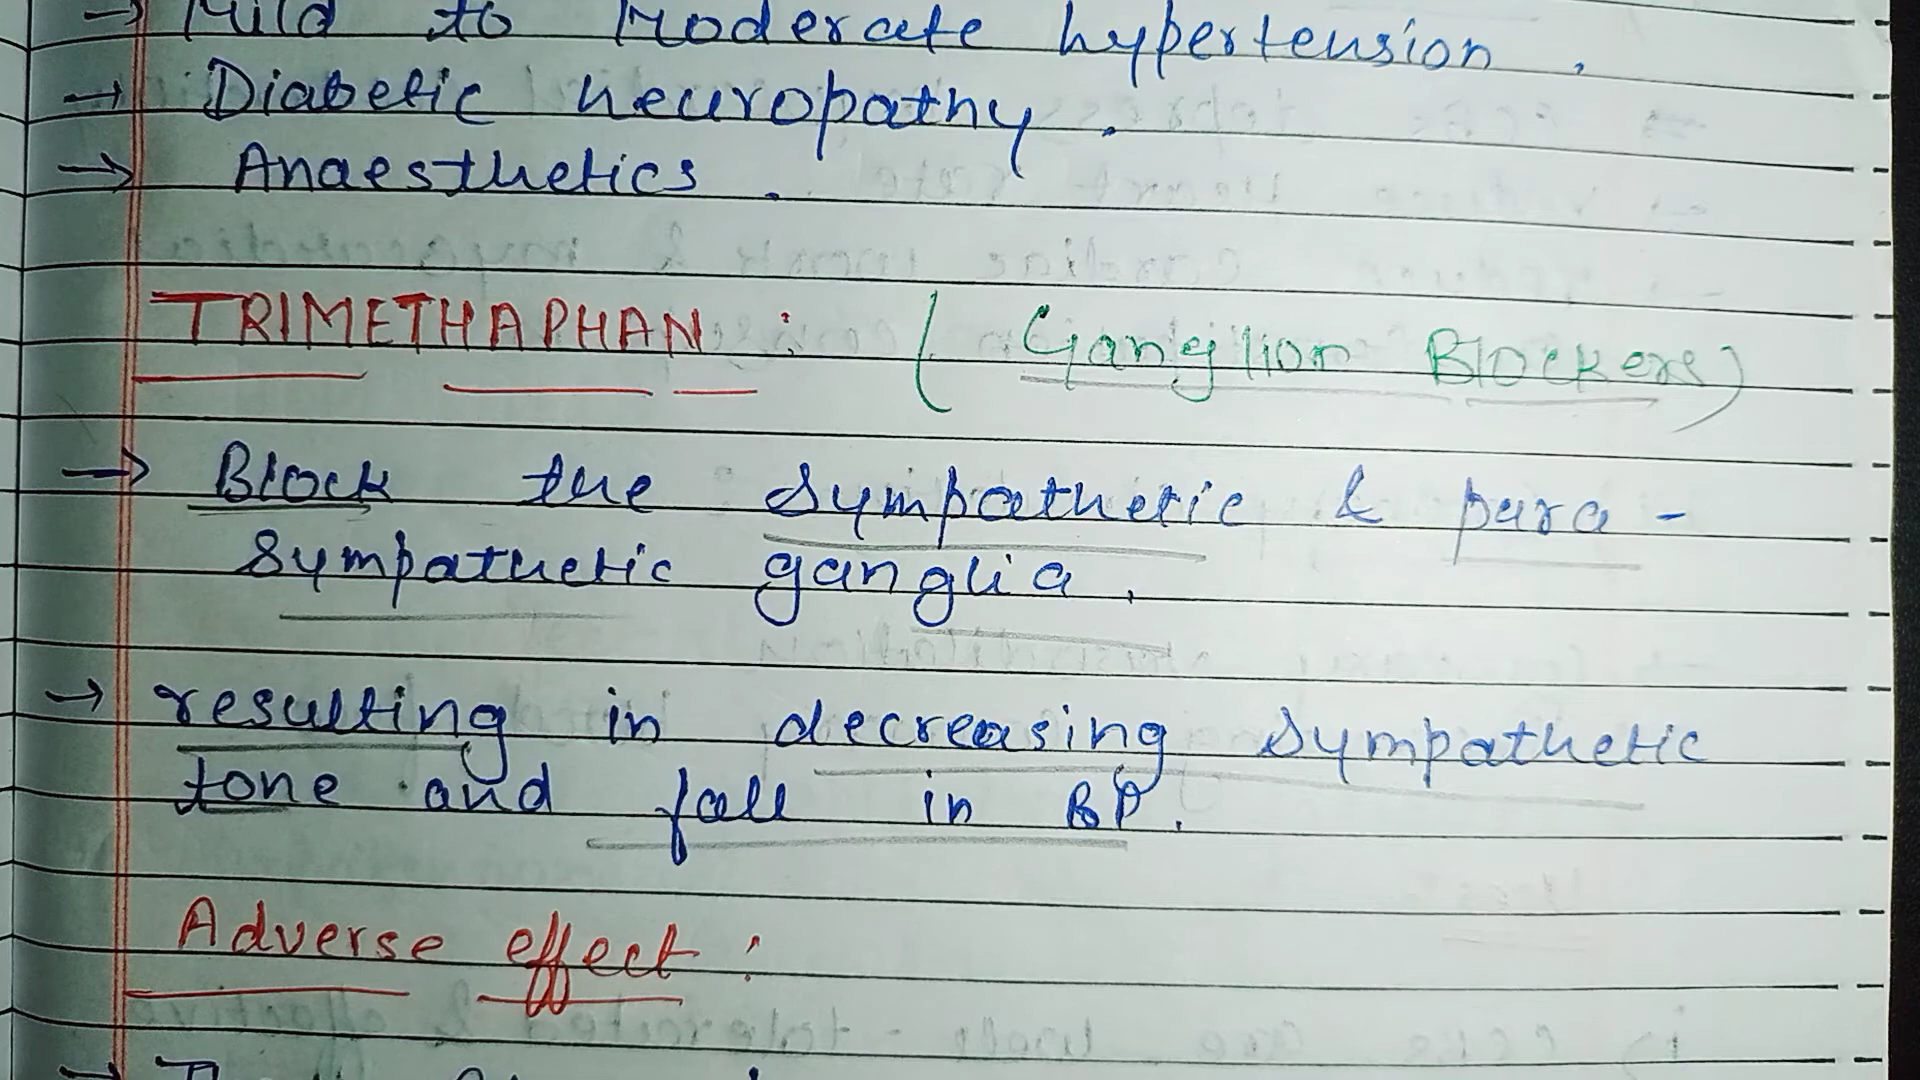 → Mild to Moderate hypertension.
→ Diabetic neuropathy.
→ Anaesthetics.
TRIMETHAPHAN : (Ganglion Blockers)
→ Block the sympathetic & para-
sympathetic ganglia.
→ resulting in decreasing sympathetic
tone and fall in BP.
Adverse effect :